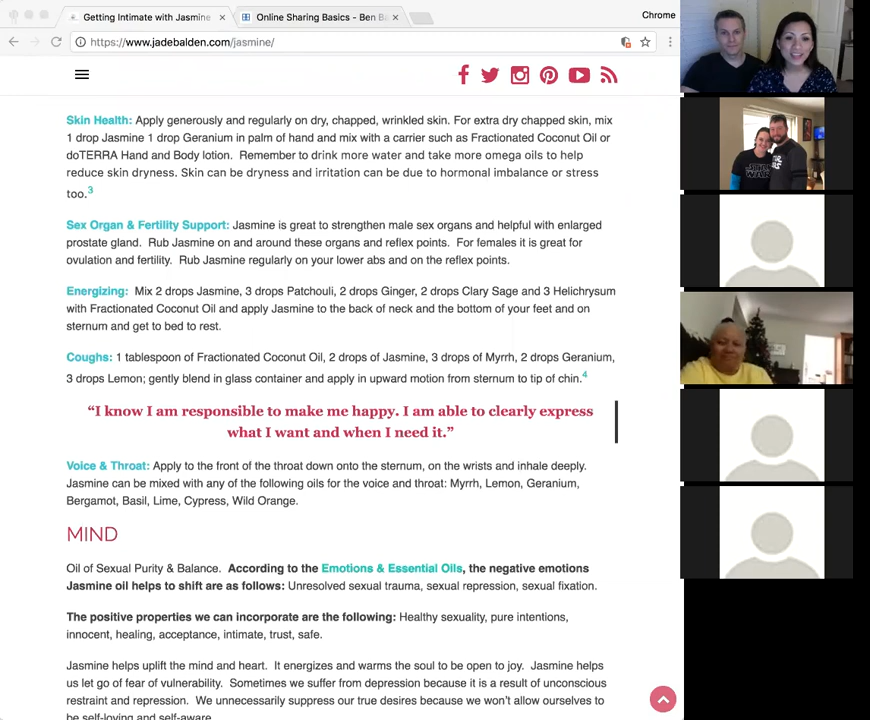 Getting Intimate with Jasmine
Online Sharing Basics - Ben Ba
Chrome
https://www.jadebalden.com/jasmine/
Skin Health: Apply generously and regularly on dry, chapped, wrinkled skin. For extra dry chapped skin, mix
1 drop Jasmine 1 drop Geranium in palm of hand and mix with a carrier such as Fractionated Coconut Oil or
doTERRA Hand and Body lotion. Remember to drink more water and take more omega oils to help
reduce skin dryness. Skin can be dryness and irritation can be due to hormonal imbalance or stress
too.3
Sex Organ & Fertility Support: Jasmine is great to strengthen male sex organs and helpful with enlarged
prostate gland. Rub Jasmine on and around these organs and reflex points. For females it is great for
ovulation and fertility. Rub Jasmine regularly on your lower abs and on the reflex points.
Energizing: Mix 2 drops Jasmine, 3 drops Patchouli, 2 drops Ginger, 2 drops Clary Sage and 3 Helichrysum
with Fractionated Coconut Oil and apply Jasmine to the back of neck and the bottom of your feet and on
sternum and get to bed to rest.
Coughs: 1 tablespoon of Fractionated Coconut Oil, 2 drops of Jasmine, 3 drops of Myrrh, 2 drops Geranium,
3 drops Lemon; gently blend in glass container and apply in upward motion from sternum to tip of chin.4
“I know I am responsible to make me happy. I am able to clearly express
what I want and when I need it.”
Voice & Throat: Apply to the front of the throat down onto the sternum, on the wrists and inhale deeply.
Jasmine can be mixed with any of the following oils for the voice and throat: Myrrh, Lemon, Geranium,
Bergamot, Basil, Lime, Cypress, Wild Orange.
MIND
Oil of Sexual Purity & Balance. According to the Emotions & Essential Oils, the negative emotions
Jasmine oil helps to shift are as follows: Unresolved sexual trauma, sexual repression, sexual fixation.
The positive properties we can incorporate are the following: Healthy sexuality, pure intentions,
innocent, healing, acceptance, intimate, trust, safe.
Jasmine helps uplift the mind and heart. It energizes and warms the soul to be open to joy. Jasmine helps
us let go of fear of vulnerability. Sometimes we suffer from depression because it is a result of unconscious
restraint and repression. We unnecessarily suppress our true desires because we won’t allow ourselves to
be self-loving and self-aware.